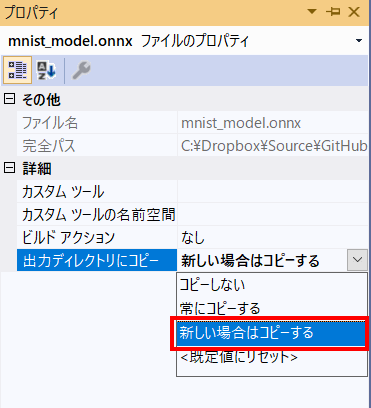 プロパティ
mnist_model.onnx ファイルのプロパティ
その他
ファイル名 mnist_model.onnx
完全パス C:¥Dropbox¥Source¥GitHub
詳細
カスタム ツール
カスタム ツールの名前空間
ビルド アクション なし
出力ディレクトリにコピー 新しい場合はコピーする
コピーしない
常にコピーする
新しい場合はコピーする
<既定値にリセット>